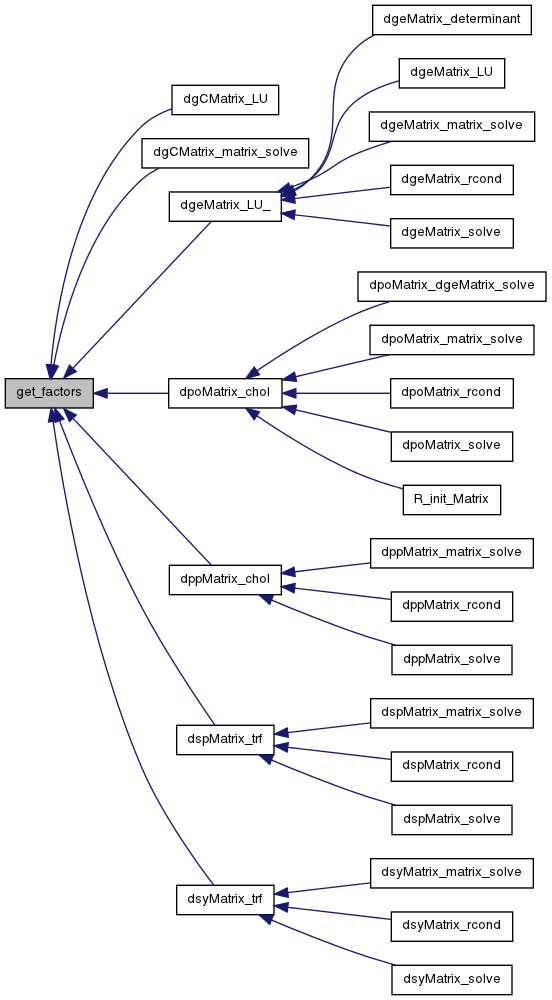 dgeMatrix_determinant
dgeMatrix_LU
dgCMatrix_LU
dgeMatrix_matrix_solve
dgCMatrix_matrix_solve
dgeMatrix_rcond
dgeMatrix_LU_
dgeMatrix_solve
dpoMatrix_dgeMatrix_solve
dpoMatrix_matrix_solve
get_factors
dpoMatrix_chol
dpoMatrix_rcond
dpoMatrix_solve
R_init_Matrix
dppMatrix_matrix_solve
dppMatrix_chol
dppMatrix_rcond
dppMatrix_solve
dspMatrix_matrix_solve
dspMatrix_trf
dspMatrix_rcond
dspMatrix_solve
dsyMatrix_matrix_solve
dsyMatrix_trf
dsyMatrix_rcond
dsyMatrix_solve